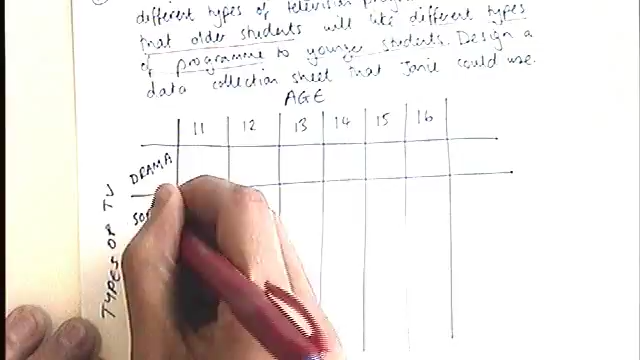 different types of television
that older students will like different types
of programme to younger students. Design a
data collection sheet that Janie could use.
AGE
11 12 13 14 15 16
DRAMA
TYPES OF TV